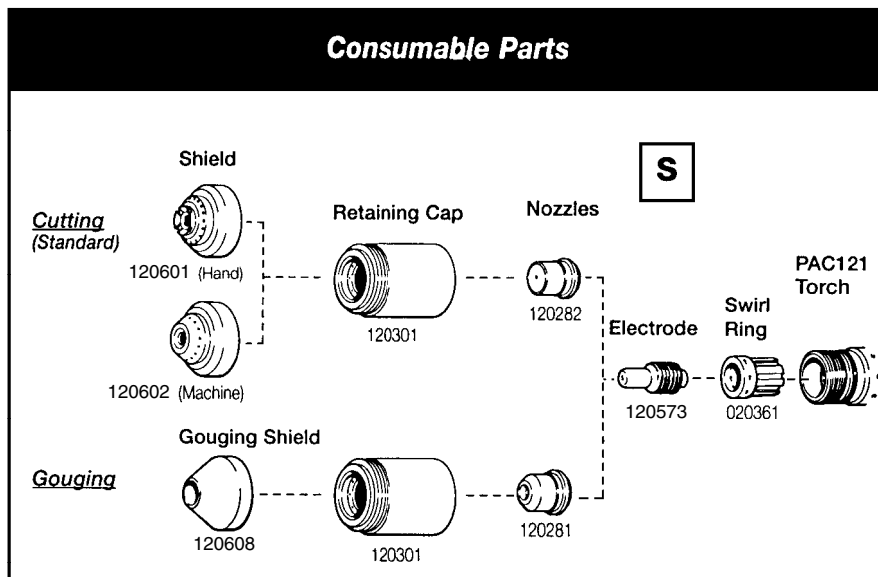 Consumable Parts
S
Shield
Cutting
(Standard)
120601 (Hand)
120602 (Machine)
Retaining Cap
120301
Nozzles
120282
Electrode
120573
Swirl
Ring
020361
PAC121
Torch
Gouging
Gouging Shield
120608
120301
120281